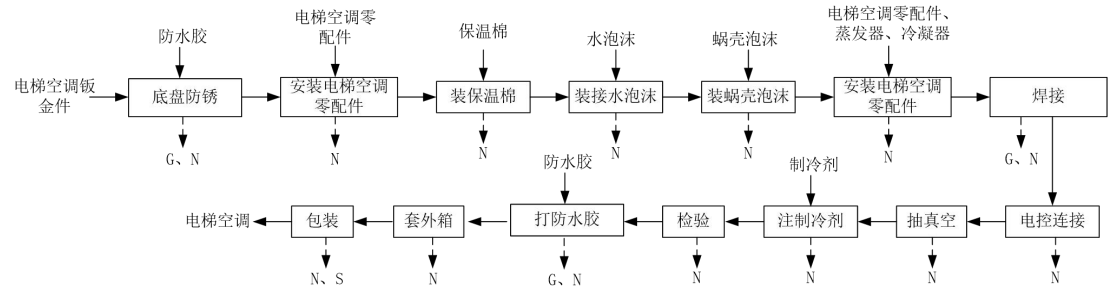 防水胶
电梯空调零
配件
保温棉
水泡沫
蜗壳泡沫
电梯空调零配件、
蒸发器、冷凝器
电梯空调钣
金件
底盘防锈
安装电梯空调
零配件
装保温棉
装接水泡沫
装蜗壳泡沫
安装电梯空调
零配件
焊接
G、N
N
N
N
N
N
G、N
防水胶
制冷剂
电梯空调
包装
套外箱
打防水胶
检验
注制冷剂
抽真空
电控连接
N、S
N
G、N
N
N
N
N